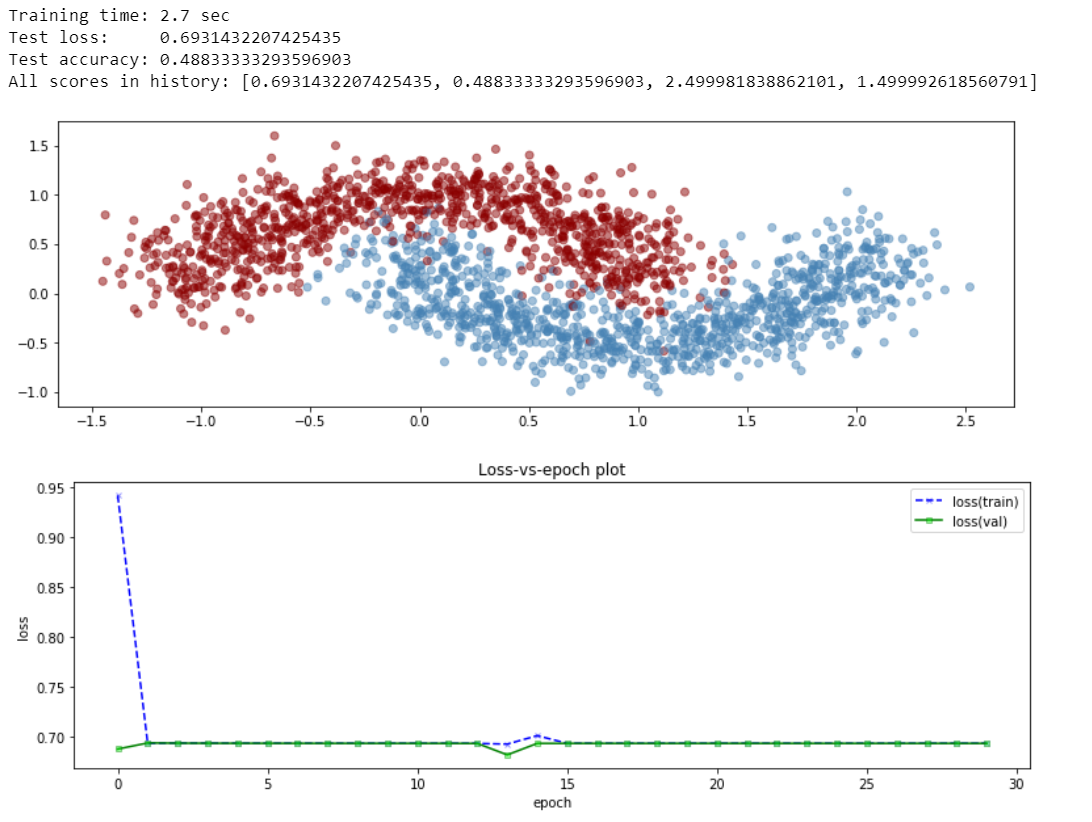 Training time: 2.7 sec
Test loss:     0.6931432207425435
Test accuracy: 0.48833333293596903
All scores in history: [0.6931432207425435, 0.48833333293596903, 2.499981838862101, 1.499992618560791]
1.5
1.0
0.5
0.0
−0.5
−1.0
−1.5 −1.0 −0.5 0.0 0.5 1.0 1.5 2.0 2.5
Loss-vs-epoch plot
0.95
0.90
0.85
0.80
0.75
0.70
loss
loss(train)
loss(val)
0 5 10 15 20 25 30
epoch